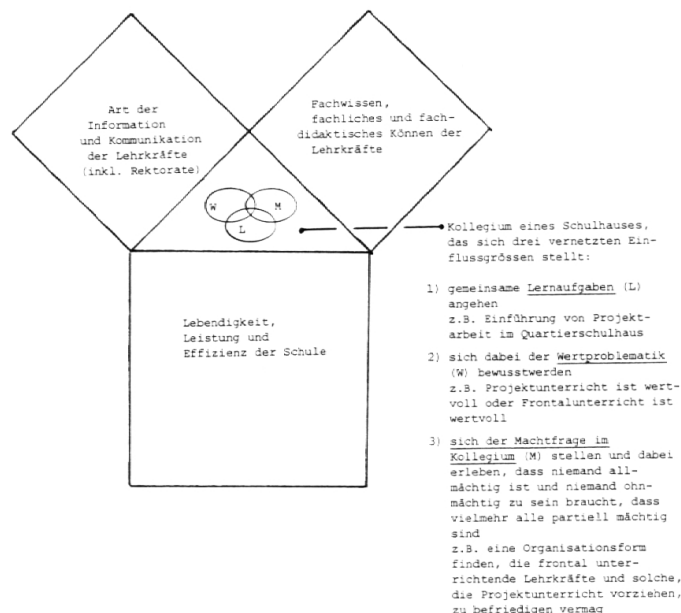 Art der
Information
und Kommunikation
der Lehrkräfte
(inkl. Rektorate)
Fachwissen,
fachliches und fach-
didaktisches Können der
Lehrkräfte
W
M
L
Lebendigkeit,
Leistung und
Effizienz der Schule
Kollegium eines Schulhauses,
das sich drei vernetzten Ein-
flussgrössen stellt:
1) gemeinsame Lernaufgaben (L)
angehen
z.B. Einführung von Projekt-
arbeit im Quartierschulhaus
2) sich dabei der Wertproblematik
(W) bewusstwerden
z.B. Projektunterricht ist wert-
voll oder Frontalunterricht ist
wertvoll
3) sich der Machtfrage im
Kollegium (M) stellen und dabei
erleben, dass niemand all-
mächtig ist und niemand ohn-
mächtig zu sein braucht, dass
vielmehr alle partiell mächtig
sind
z.B. eine Organisationsform
finden, die frontal unter-
richtende Lehrkräfte und solche,
die Projektunterricht vorziehen,
zu befriedigen vermag